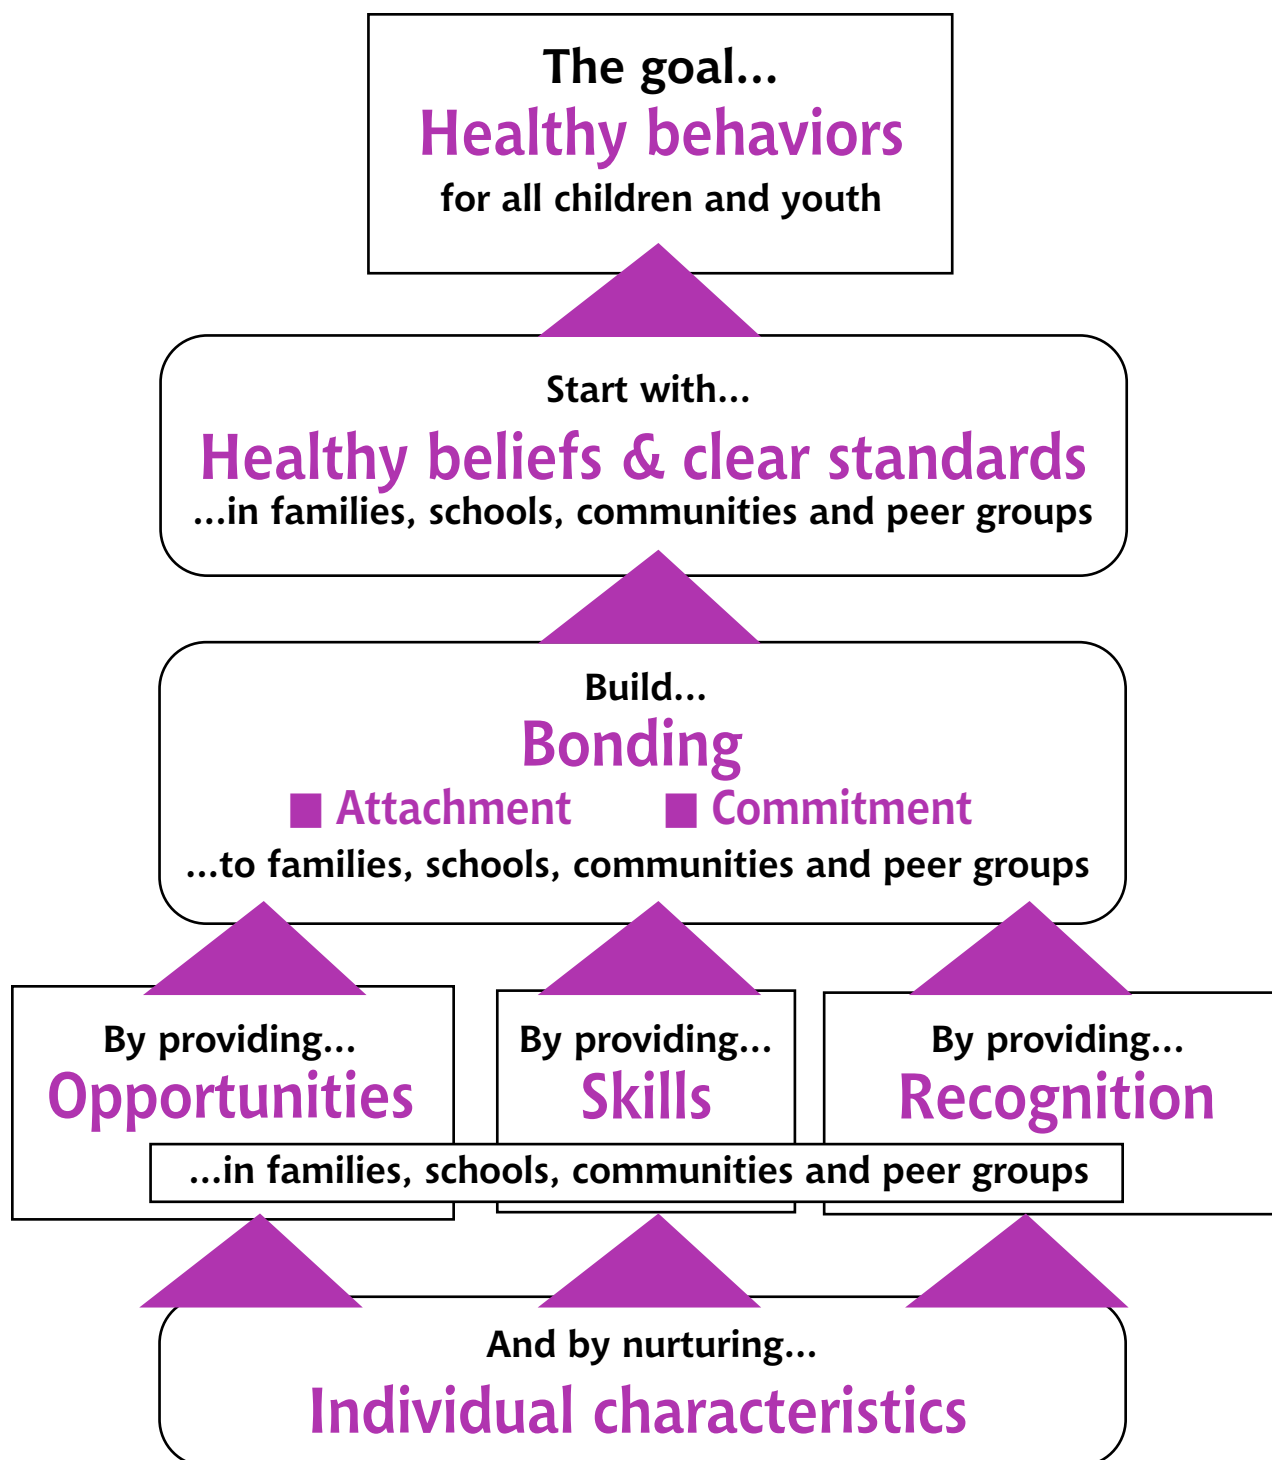 The goal...
Healthy behaviors
for all children and youth
Start with...
Healthy beliefs & clear standards
...in families, schools, communities and peer groups
Build...
Bonding
■ Attachment ■ Commitment
...to families, schools, communities and peer groups
By providing...
Opportunities
By providing...
Skills
By providing...
Recognition
...in families, schools, communities and peer groups
And by nurturing...
Individual characteristics